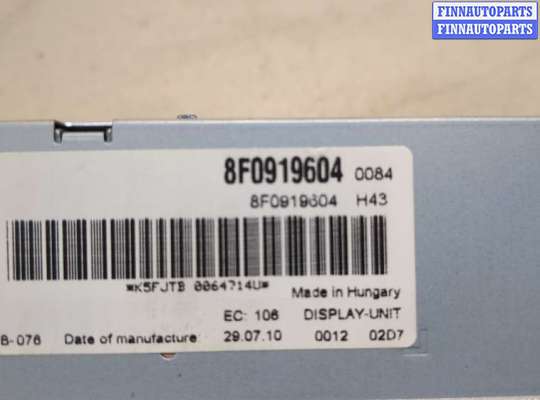 FINNAUTOPARTS
FINNAUTOPARTS
8F0919604 0084
8F0919604 H43
*K5FJTB 0064714U*
Made in Hungary
EC: 106 DISPLAY-UNIT
B-076 Date of manufacture: 29.07.10 0012 02D7